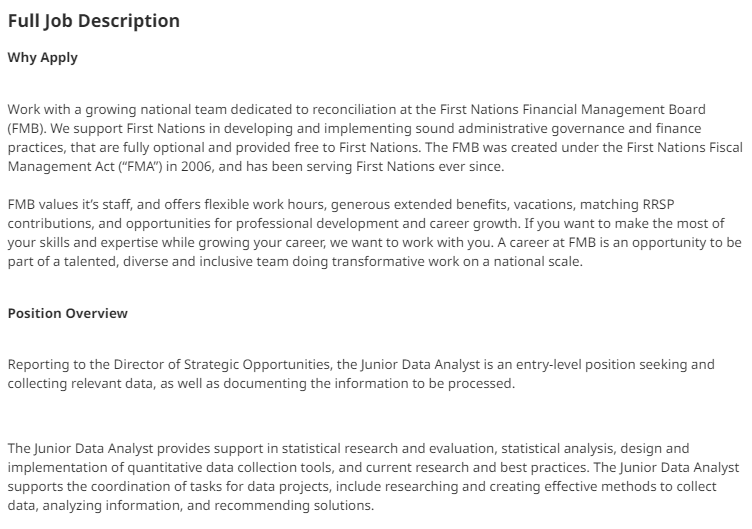 Full Job Description
Why Apply
Work with a growing national team dedicated to reconciliation at the First Nations Financial Management Board
(FMB). We support First Nations in developing and implementing sound administrative governance and finance
practices, that are fully optional and provided free to First Nations. The FMB was created under the First Nations Fiscal
Management Act (“FMA”) in 2006, and has been serving First Nations ever since.
FMB values it’s staff, and offers flexible work hours, generous extended benefits, vacations, matching RRSP
contributions, and opportunities for professional development and career growth. If you want to make the most of
your skills and expertise while growing your career, we want to work with you. A career at FMB is an opportunity to be
part of a talented, diverse and inclusive team doing transformative work on a national scale.
Position Overview
Reporting to the Director of Strategic Opportunities, the Junior Data Analyst is an entry-level position seeking and
collecting relevant data, as well as documenting the information to be processed.
The Junior Data Analyst provides support in statistical research and evaluation, statistical analysis, design and
implementation of quantitative data collection tools, and current research and best practices. The Junior Data Analyst
supports the coordination of tasks for data projects, include researching and creating effective methods to collect
data, analyzing information, and recommending solutions.